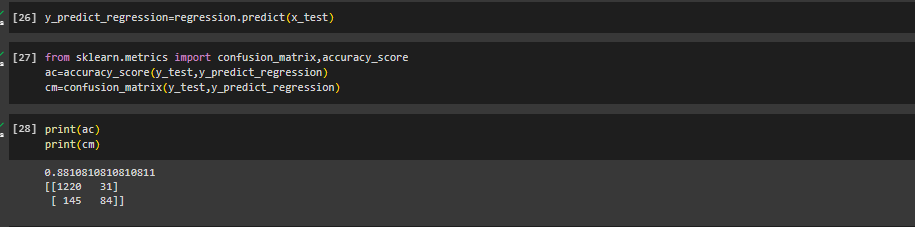 [26] y_predict_regression=regression.predict(x_test)
[27] from sklearn.metrics import confusion_matrix,accuracy_score
ac=accuracy_score(y_test,y_predict_regression)
cm=confusion_matrix(y_test,y_predict_regression)
[28] print(ac)
print(cm)
0.8810810810810811
[[1220 31]
[ 145 84]]